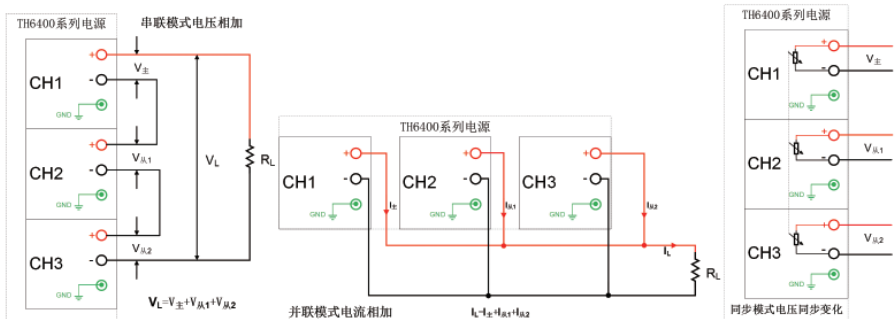 TH6400系列电源
串联模式电压相加
CH1
+
-
GND
V主
CH2
+
-
GND
V从1
CH3
+
-
GND
V从2
VL
RL
VL=V主+V从1+V从2
TH6400系列电源
CH1
+
-
GND
I主
CH2
+
-
GND
I从1
CH3
+
-
GND
I从2
IL
RL
并联模式电流相加
IL=I主+I从1+I从2
TH6400系列电源
CH1
+
-
GND
V主
CH2
+
-
GND
V从1
CH3
+
-
GND
V从2
同步模式电压同步变化